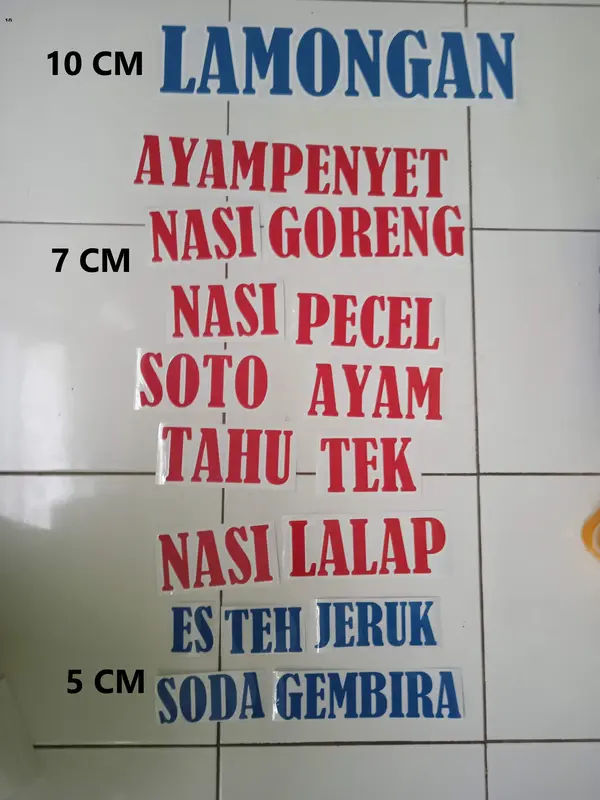 10 CM LAMONGAN
AYAMPENYET
NASI GORENG
7 CM
NASI PECEL
SOTO AYAM
TAHU TEK
NASI LALAP
ES TEH JERUK
5 CM
SODA GEMBIRA